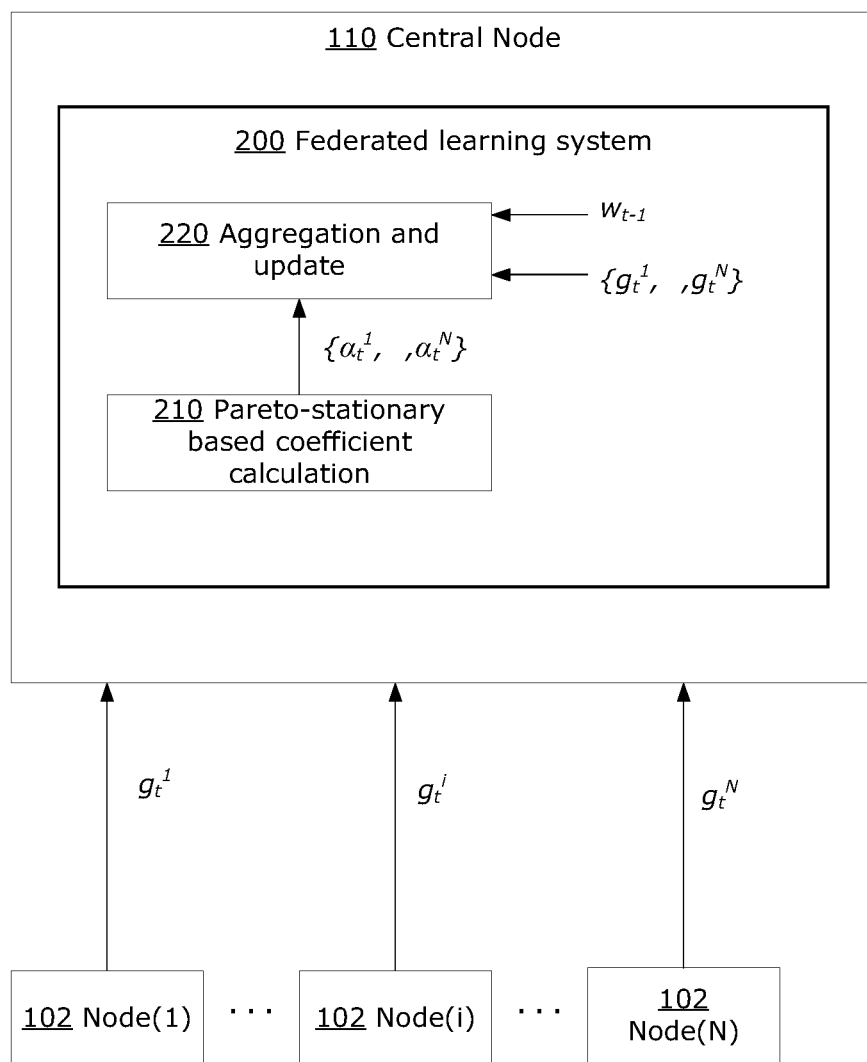 110 Central Node
200 Federated learning system
220 Aggregation and
update
w_{t-1}
{g_t^1, ,g_t^N}
{α_t^1, ,α_t^N}
210 Pareto-stationary
based coefficient
calculation
g_t^1
g_t^i
g_t^N
102 Node(1)
· · ·
102 Node(i)
· · ·
102
Node(N)